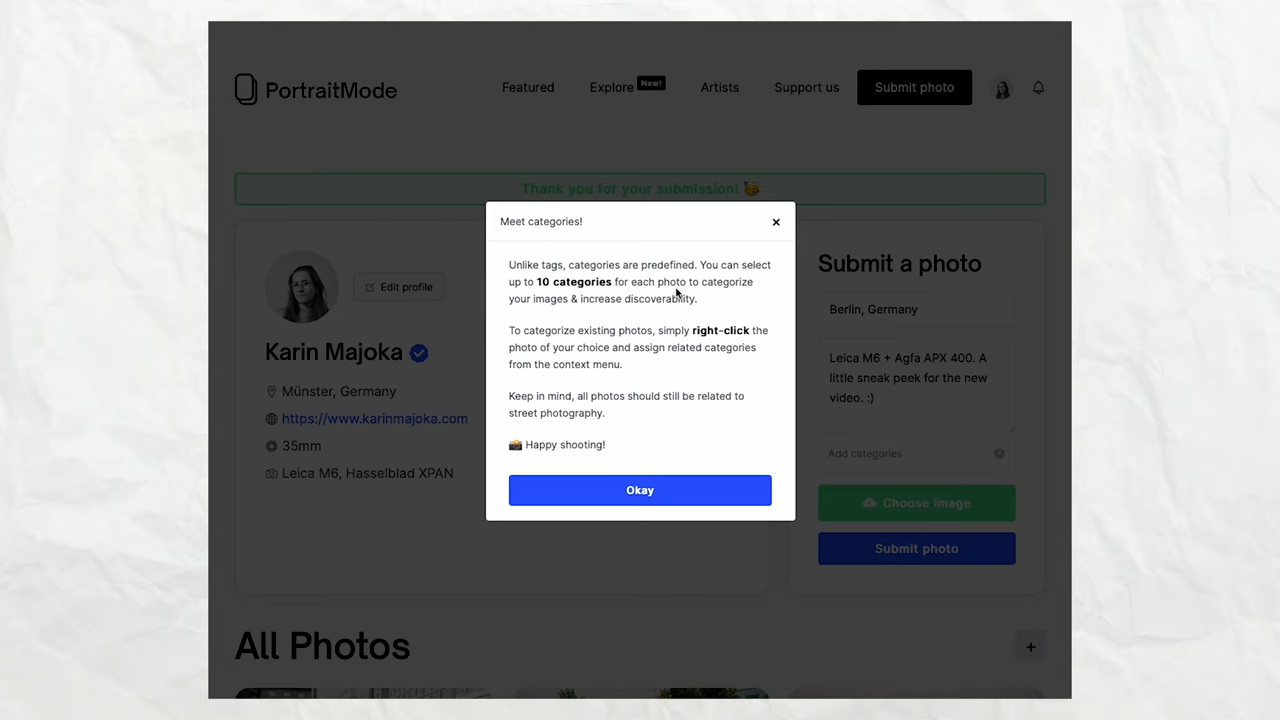 PortraitMode
Featured
Explore New!
Artists
Support us
Submit photo
Thank you for your submission! 🥳
Meet categories!
Unlike tags, categories are predefined. You can select
up to 10 categories for each photo to categorize
your images & increase discoverability.
To categorize existing photos, simply right-click the
photo of your choice and assign related categories
from the context menu.
Keep in mind, all photos should still be related to
street photography.
📸 Happy shooting!
Okay
Edit profile
Karin Majoka
Münster, Germany
https://www.karinmajoka.com
35mm
Leica M6, Hasselblad XPAN
Submit a photo
Berlin, Germany
Leica M6 + Agfa APX 400. A
little sneak peek for the new
video. :)
Add categories
Choose image
Submit photo
All Photos